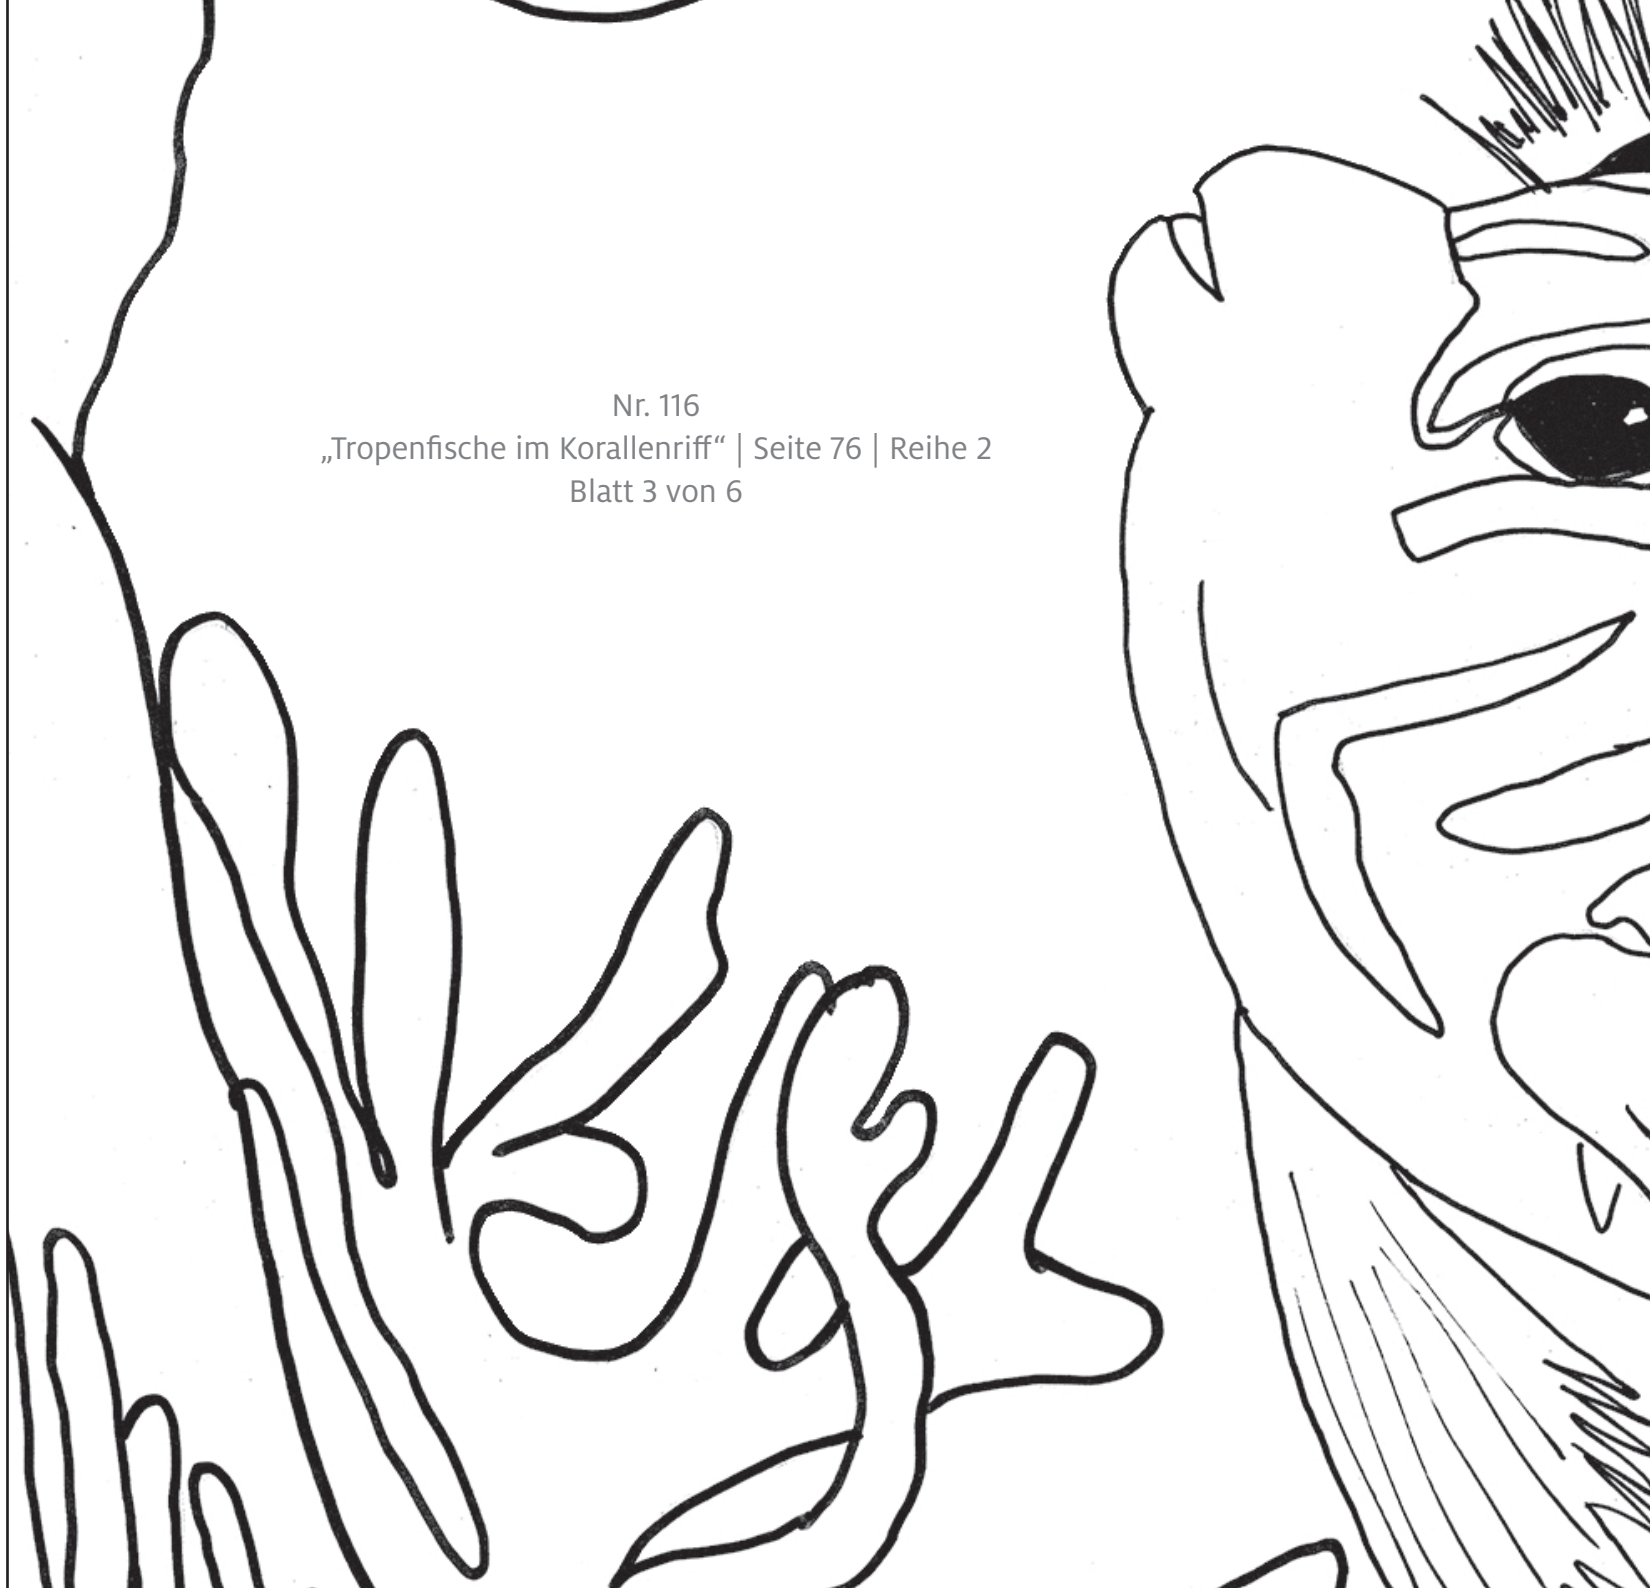 Nr. 116
„Tropenfische im Korallenriff“ | Seite 76 | Reihe 2
Blatt 3 von 6